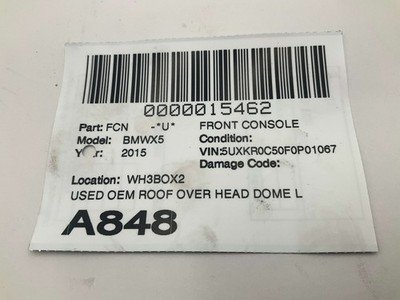 0000015462
Part: FCN -*U* FRONT CONSOLE
Model: BMWX5 Condition:
Year: 2015 VIN:5UXKR0C50F0P01067
Damage Code:
Location: WH3BOX2
USED OEM ROOF OVER HEAD DOME L
A848